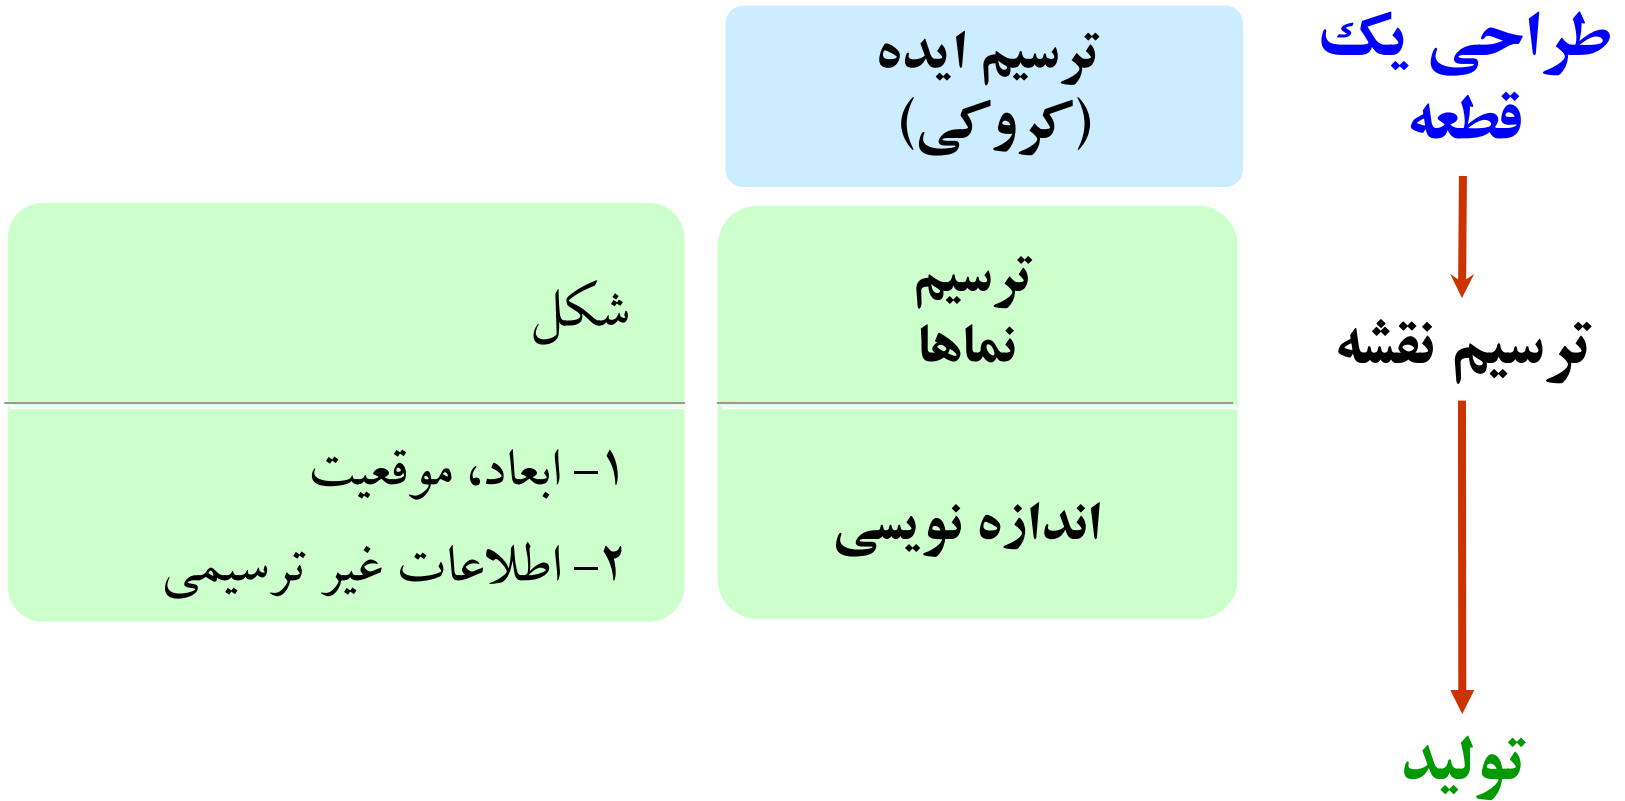 طراحی یک
قطعه
ترسیم ایده
(کروکی)
ترسیم نقشه
ترسیم
نماها
شکل
اندازه نویسی
۱– ابعاد، موقعیت
۲– اطلاعات غیر ترسیمی
تولید